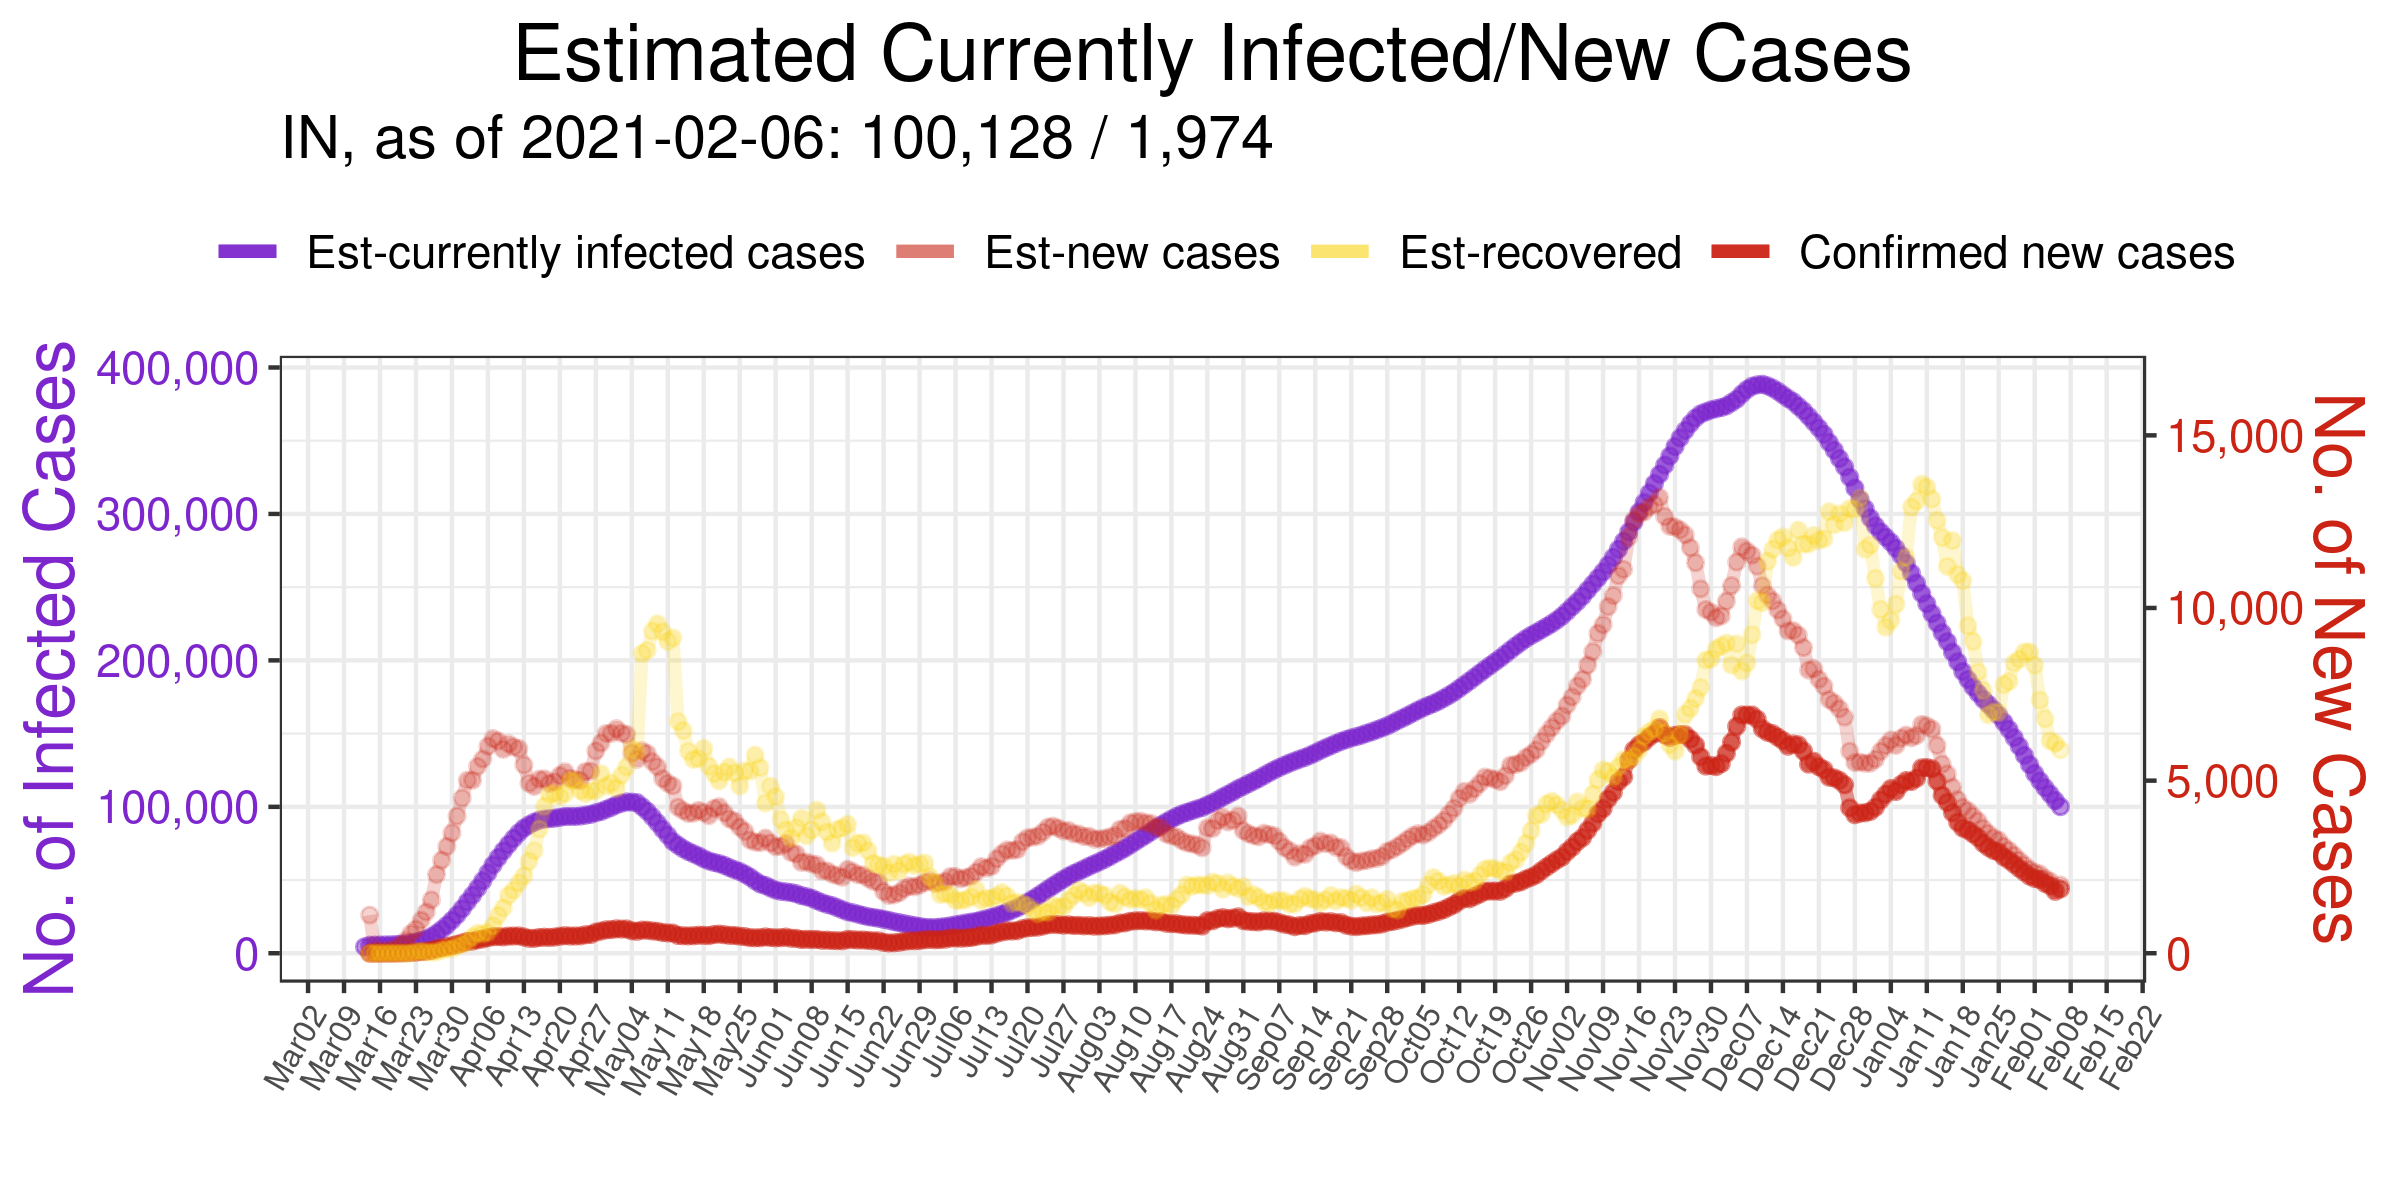 Estimated Currently Infected/New Cases
IN, as of 2021-02-06: 100,128 / 1,974
Est-currently infected cases Est-new cases Est-recovered Confirmed new cases
No. of Infected Cases
400,000
300,000
200,000
100,000
0
15,000
10,000
5,000
0
No. of New Cases
Mar02 Mar09 Mar16 Mar23 Mar30 Apr06 Apr13 Apr20 Apr27 May04 May11 May18 May25 Jun01 Jun08 Jun15 Jun22 Jun29 Jul06 Jul13 Jul20 Jul27 Aug03 Aug10 Aug17 Aug24 Aug31 Sep07 Sep14 Sep21 Sep28 Oct05 Oct12 Oct19 Oct26 Nov02 Nov09 Nov16 Nov23 Nov30 Dec07 Dec14 Dec21 Dec28 Jan04 Jan11 Jan18 Jan25 Feb01 Feb08 Feb15 Feb22